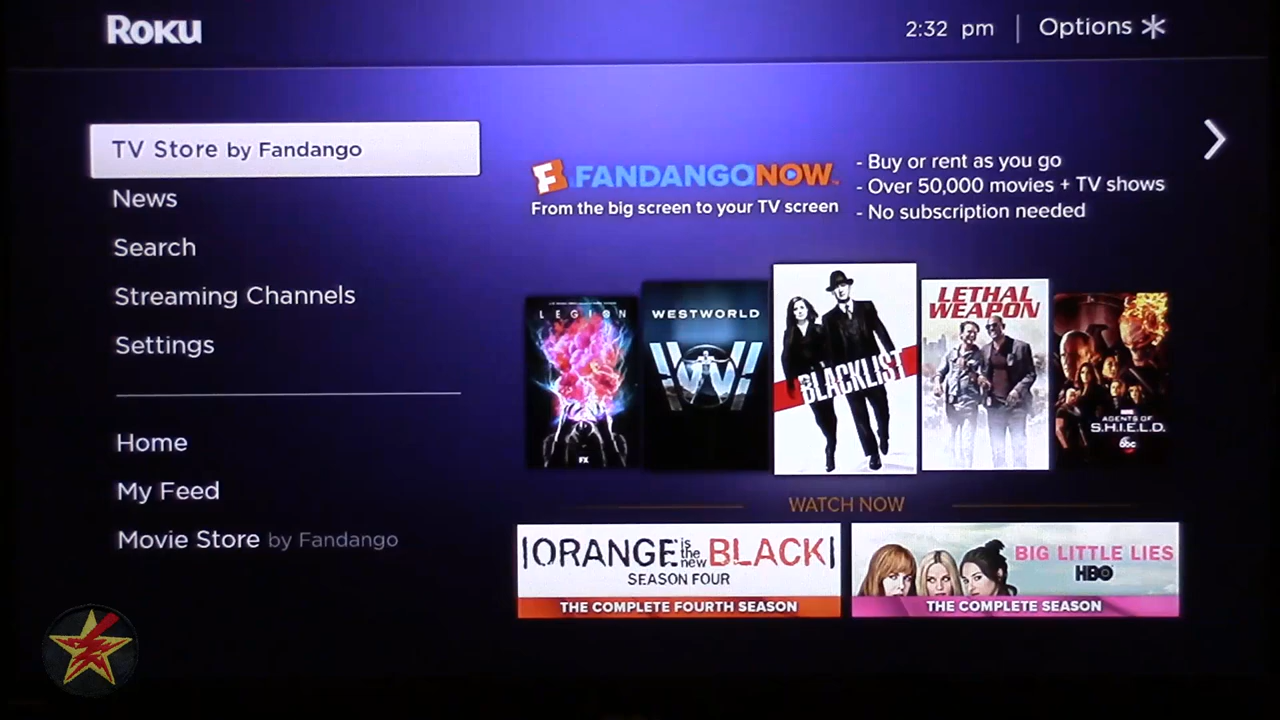 Roku
2:32 pm | Options
TV Store by Fandango
News
Search
Streaming Channels
Settings
Home
My Feed
Movie Store by Fandango
FANDANGONOW
From the big screen to your TV screen
- Buy or rent as you go
- Over 50,000 movies + TV shows
- No subscription needed
LEGION
FX
WESTWORLD
BLACKLIST
LETHAL
WEAPON
MARVEL
AGENTS OF
S.H.I.E.L.D.
abc
WATCH NOW
ORANGE is the new BLACK
SEASON FOUR
THE COMPLETE FOURTH SEASON
BIG LITTLE LIES
HBO
THE COMPLETE SEASON